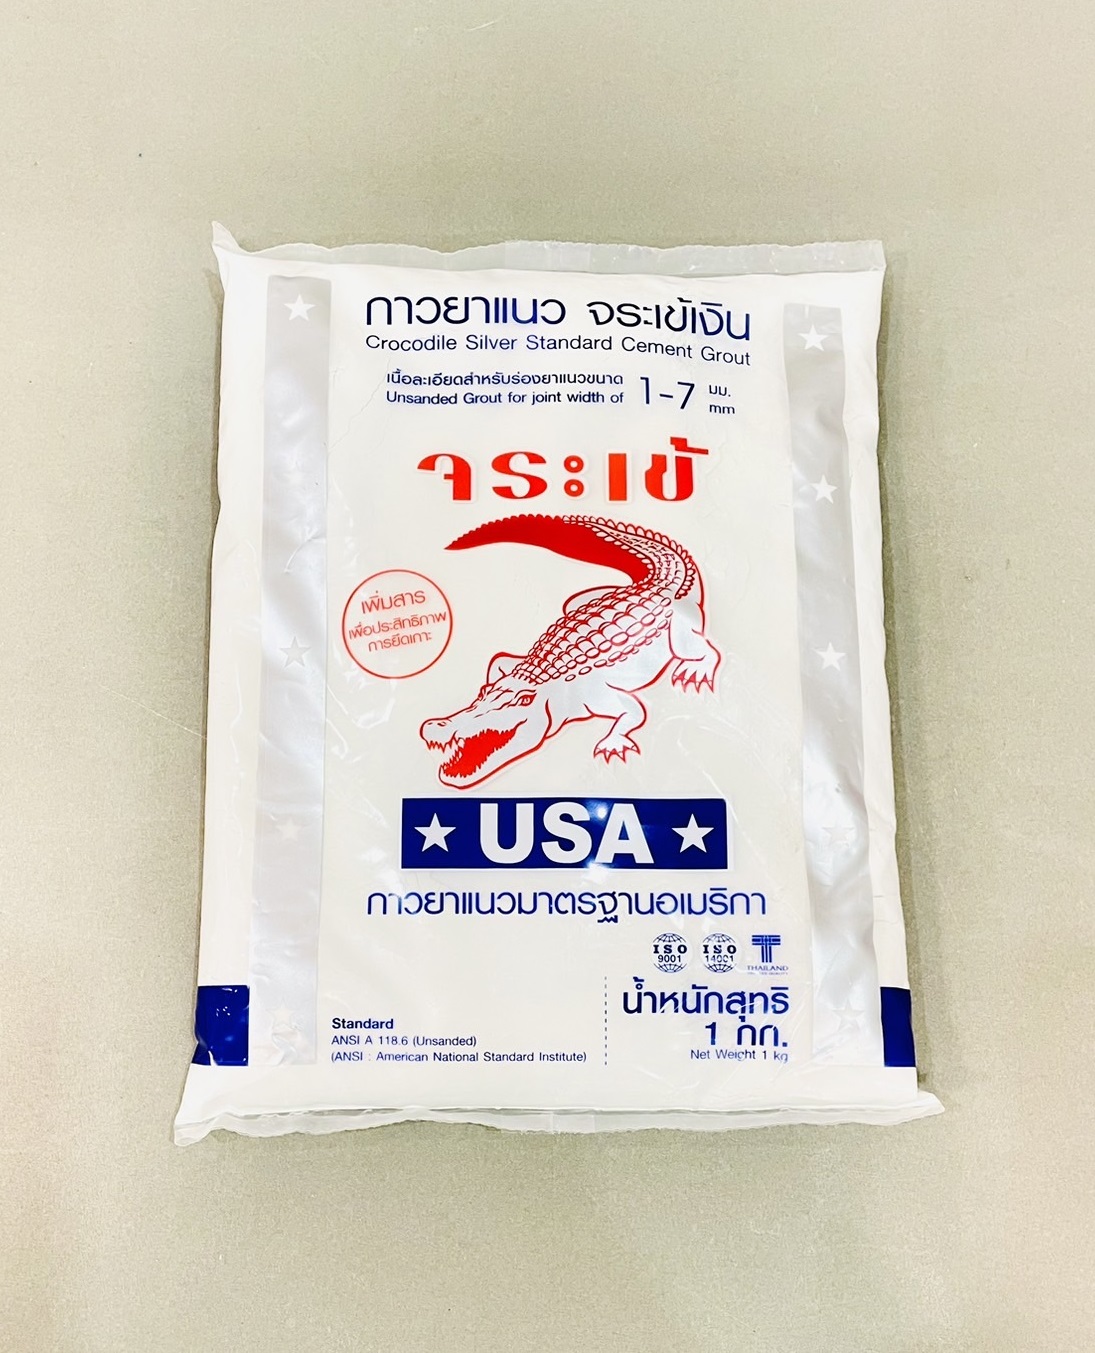 กาวยาแนว จระเข้เงิน
Crocodile Silver Standard Cement Grout
เนื้อละเอียดสำหรับร่องยาแนวขนาด 1-7 มม.
Unsanded Grout for joint width of mm
จระเข้
เพิ่มสาร
เพื่อประสิทธิภาพ
การยึดเกาะ
USA
กาวยาแนวมาตรฐานอเมริกา
ISO 9001
ISO 14001
THAILAND
น้ำหนักสุทธิ
1 กก.
Net Weight 1 kg
Standard
ANSI A 118.6 (Unsanded)
(ANSI : American National Standard Institute)